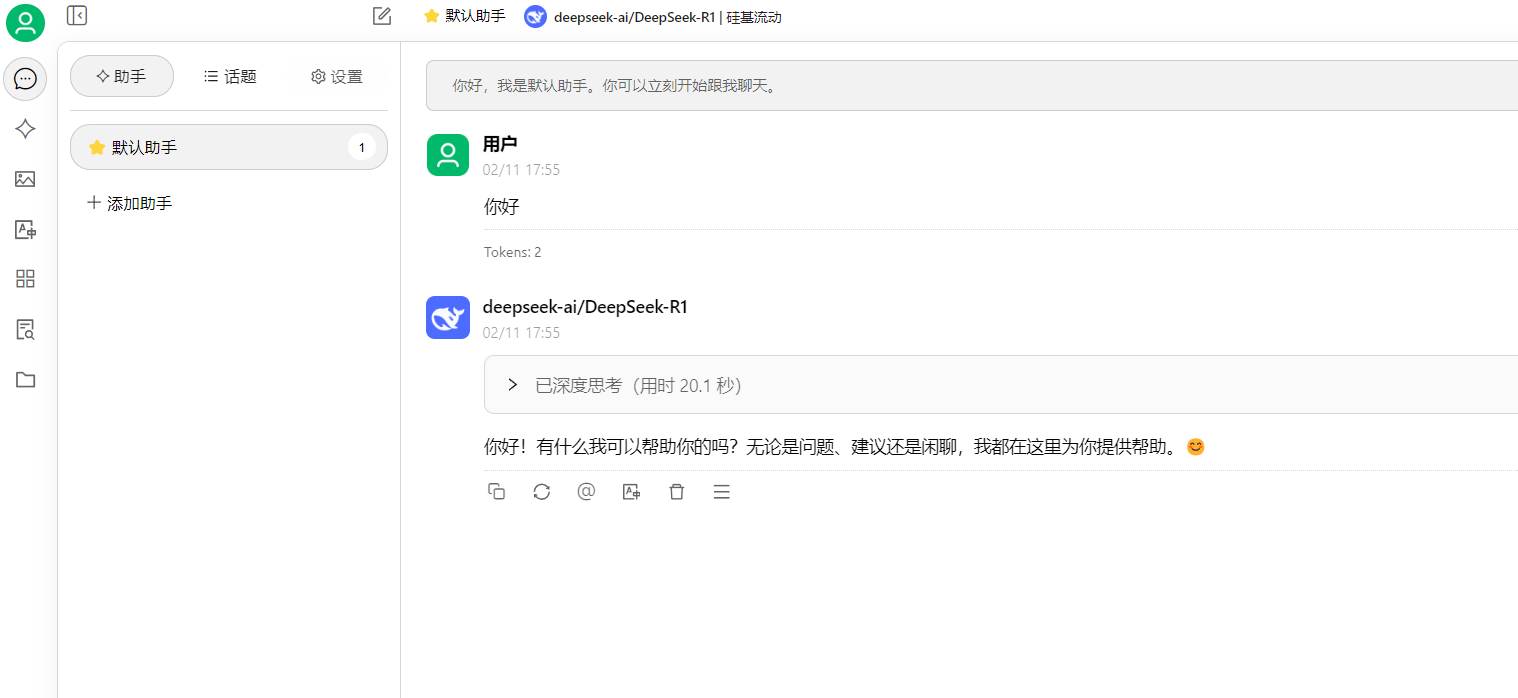 默认助手 deepseek-ai/DeepSeek-R1 | 硅基流动
助手 话题 设置
默认助手 1
添加助手
你好，我是默认助手。你可以立刻开始跟我聊天。
用户
02/11 17:55
你好
Tokens: 2
deepseek-ai/DeepSeek-R1
02/11 17:55
已深度思考（用时 20.1 秒）
你好！有什么我可以帮助你的吗？无论是问题、建议还是闲聊，我都在这里为你提供帮助。😊